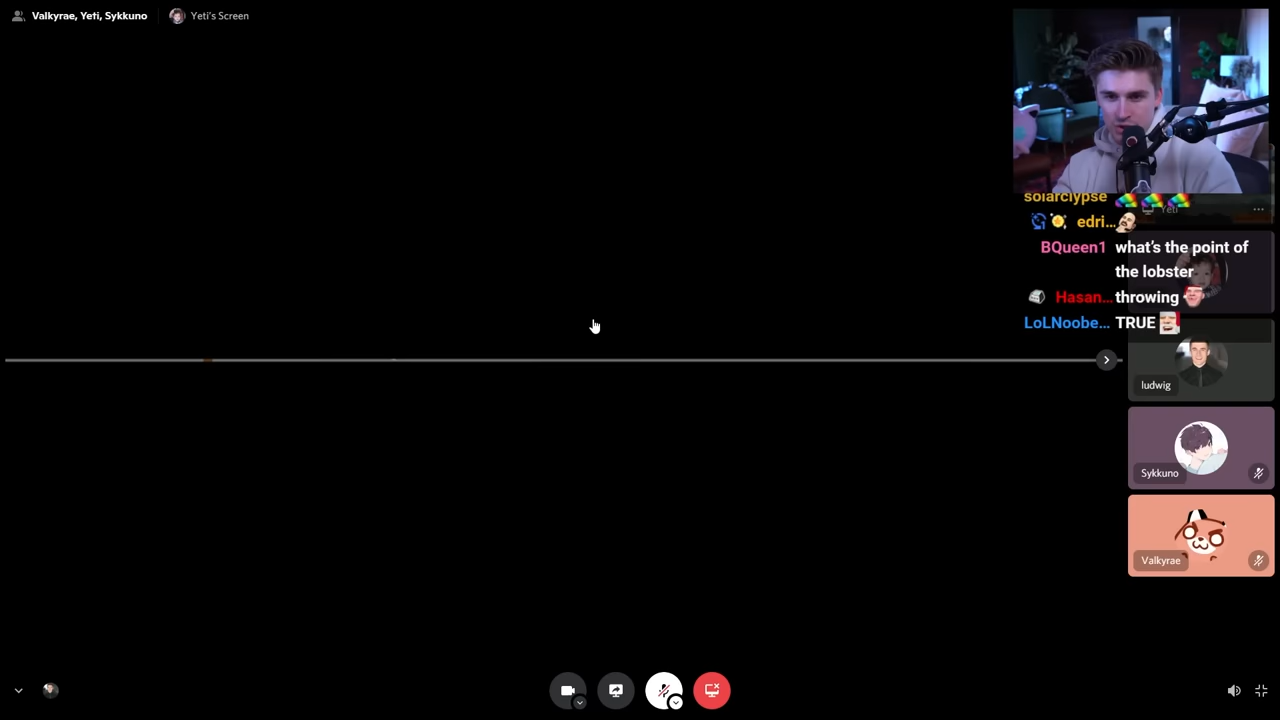 Valkyrae, Yeti, Sykkuno
Yeti's Screen
solarclypse
Yeti
edri...
BQueen1 what's the point of
the lobster
Hasan... throwing
LoLNoobe... TRUE
ludwig
Sykkuno
Valkyrae